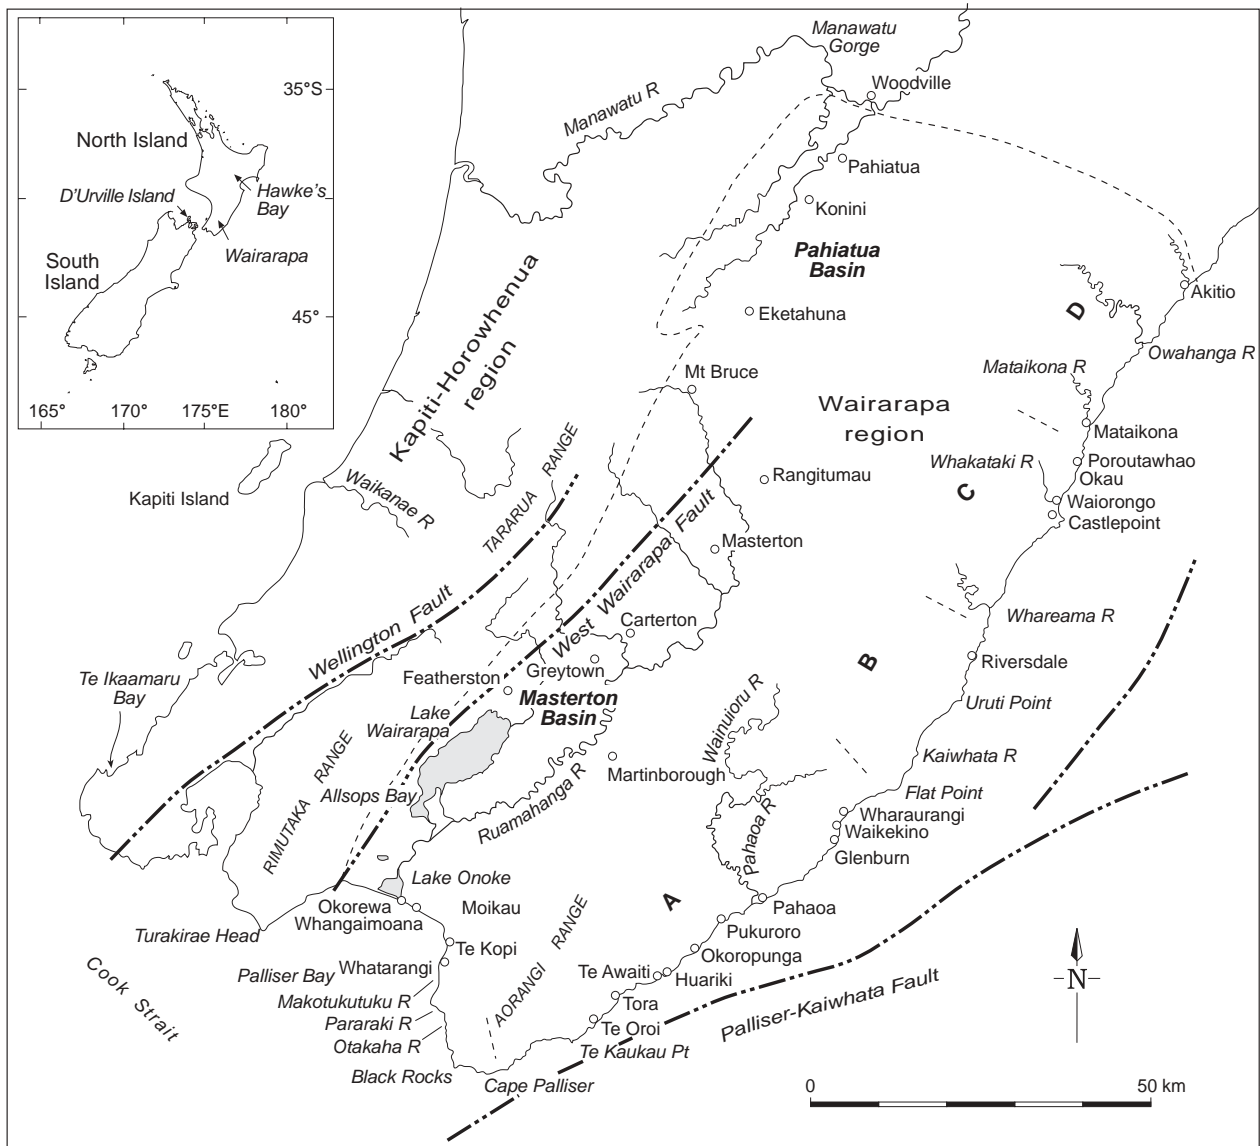 35°S
North Island
D'Urville Island
Hawke's
Bay
Wairarapa
South
Island
45°
165°
170°
175°E
180°
Manawatu
Gorge
Woodville
Manawatu R
Pahiatua
Konini
Pahiatua
Basin
Akitio
Eketahuna
D
Owahanga R
Kapiti-Horowhenua
region
Mt Bruce
Mataikona R
Wairarapa
region
Mataikona
TARARUA RANGE
Whakataki R
Poroutawhao
Okau
Rangitumau
Kapiti Island
Waikanae R
C
Waiorongo
Castlepoint
Masterton
West Wairarapa Fault
Wellington Fault
Carterton
Whareama R
Te Ikaamaru
Bay
Greytown
Featherston
B
Riversdale
Masterton
Basin
Lake
Wairarapa
Wainuioru R
Uruti Point
RIMUTAKA RANGE
Martinborough
Kaiwhata R
Allsops Bay
Flat Point
Ruamahanga R
Wharaurangi
Waikekino
Pahaoa R
Glenburn
Lake Onoke
Okorewa
Whangaimoana
Moikau
A
Pahaoa
Turakirae Head
Pukuroro
Te Kopi
AORANGI RANGE
Okoropunga
Cook Strait
Palliser Bay
Whatarangi
Te Awaiti
Huariki
Makotukutuku R
Tora
Palliser-Kaiwhata Fault
N
Pararaki R
Te Oroi
Otakaha R
Te Kaukau Pt
Black Rocks
Cape Palliser
0
50 km